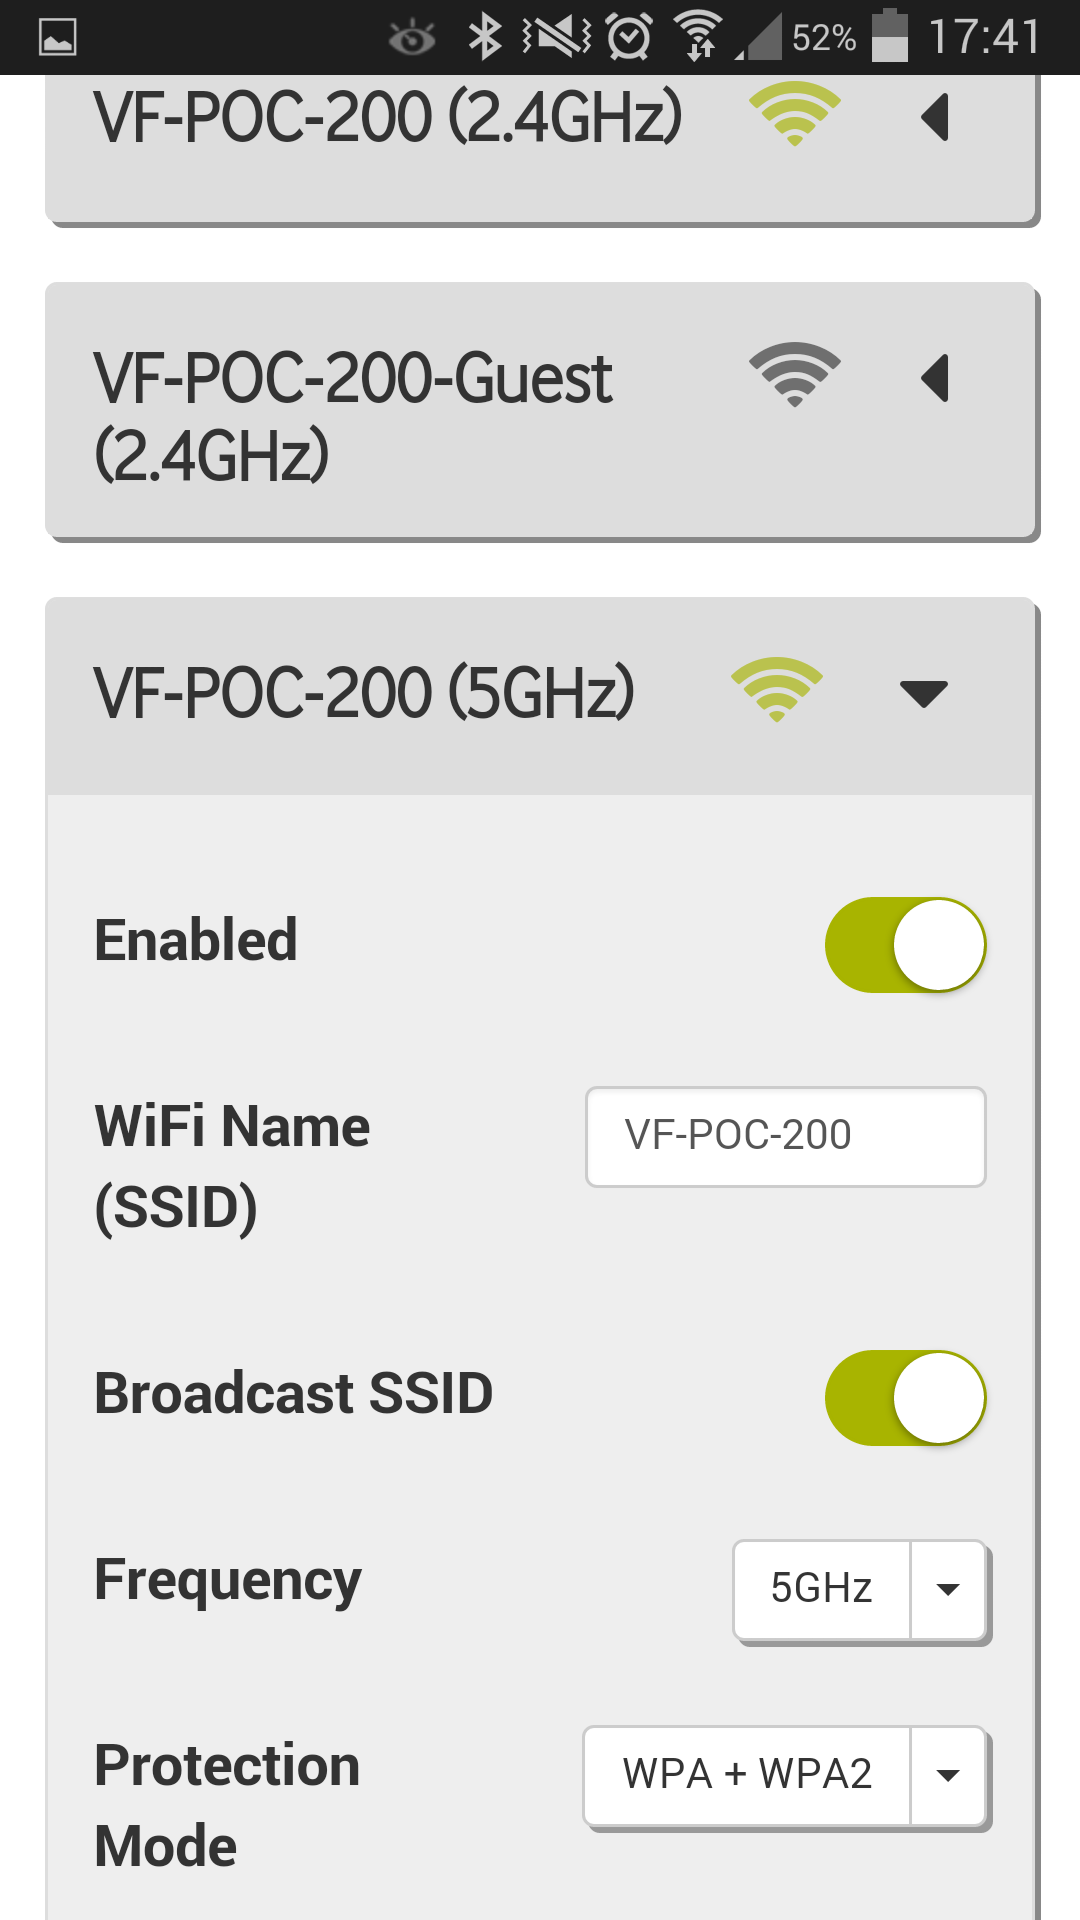 52% 17:41
VF-POC-200 (2.4GHz)
VF-POC-200-Guest
(2.4GHz)
VF-POC-200 (5GHz)
Enabled
WiFi Name
(SSID)
VF-POC-200
Broadcast SSID
Frequency
5GHz
Protection
Mode
WPA + WPA2